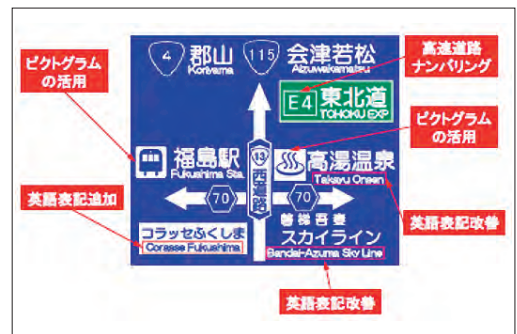 ピクトグラム
の活用
4 郡山 115 会津若松
Koriyama Aizuwakamatsu
高速道路
ナンバリング
E4 東北道
TOHOKU EXP
ピクトグラム
の活用
福島駅
Fukushima Sta.
13
西道路
高湯温泉
Takayu Onsen
英語表記追加
70
70
英語表記改善
コラッセふくしま
Corasse Fukushima
磐梯吾妻
スカイライン
Bandai-Azuma Sky Line
英語表記改善